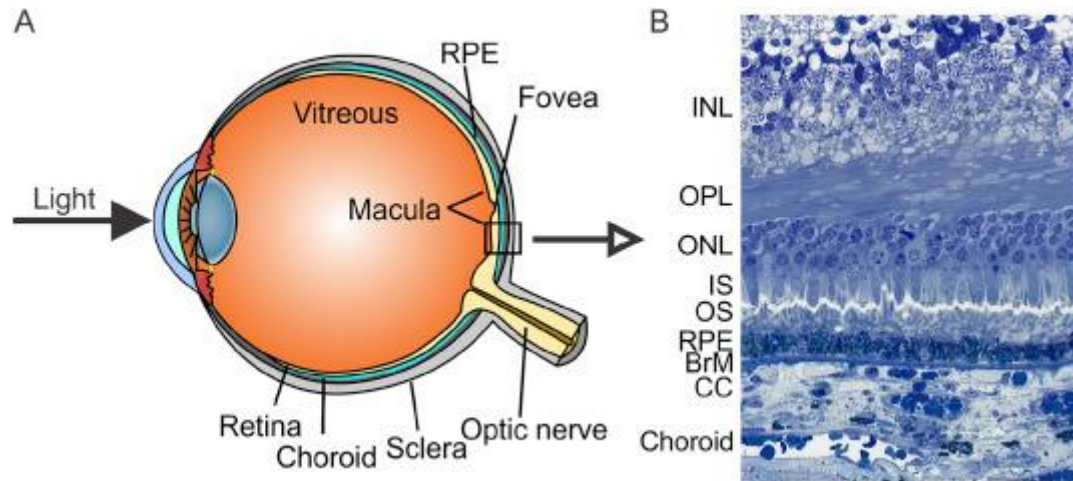 A
RPE
Fovea
Vitreous
Light
Macula
Retina
Choroid
Sclera
Optic nerve
B
INL
OPL
ONL
IS
OS
RPE
BrM
CC
Choroid